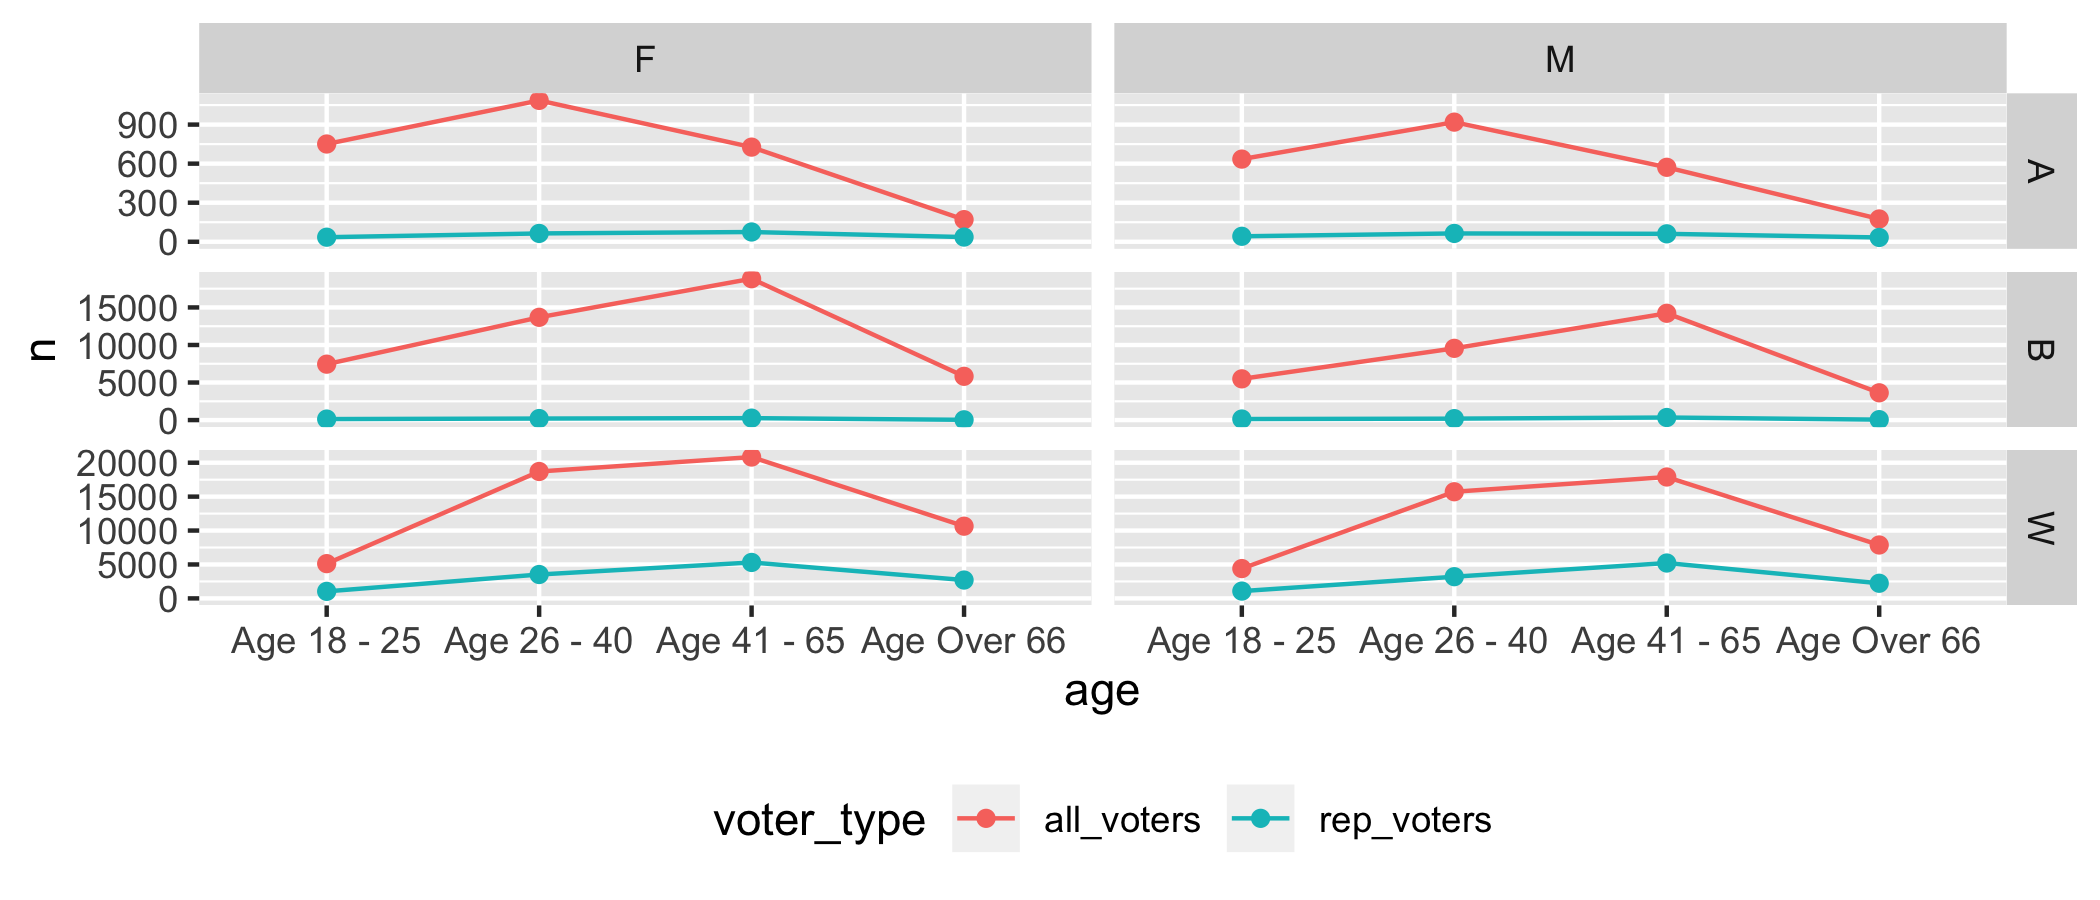 F M
900
600
300
0
A
15000
10000
5000
0
B
n
20000
15000
10000
5000
0
W
Age 18 - 25 Age 26 - 40 Age 41 - 65 Age Over 66 Age 18 - 25 Age 26 - 40 Age 41 - 65 Age Over 66
age
voter_type all_voters rep_voters